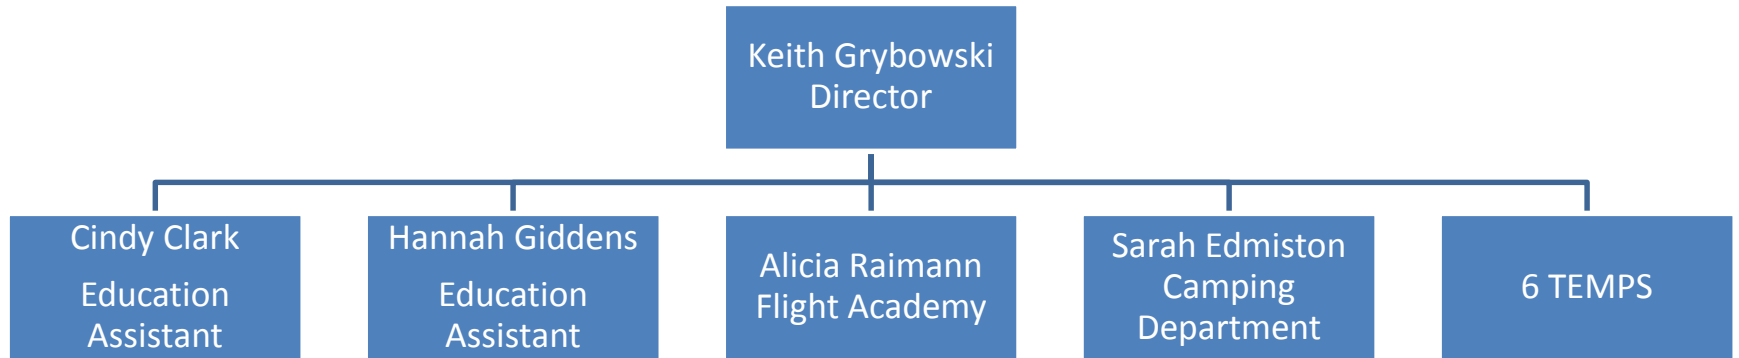 Keith Grybowski
Director
Cindy Clark
Education
Assistant
Hannah Giddens
Education
Assistant
Alicia Raimann
Flight Academy
Sarah Edmiston
Camping
Department
6 TEMPS